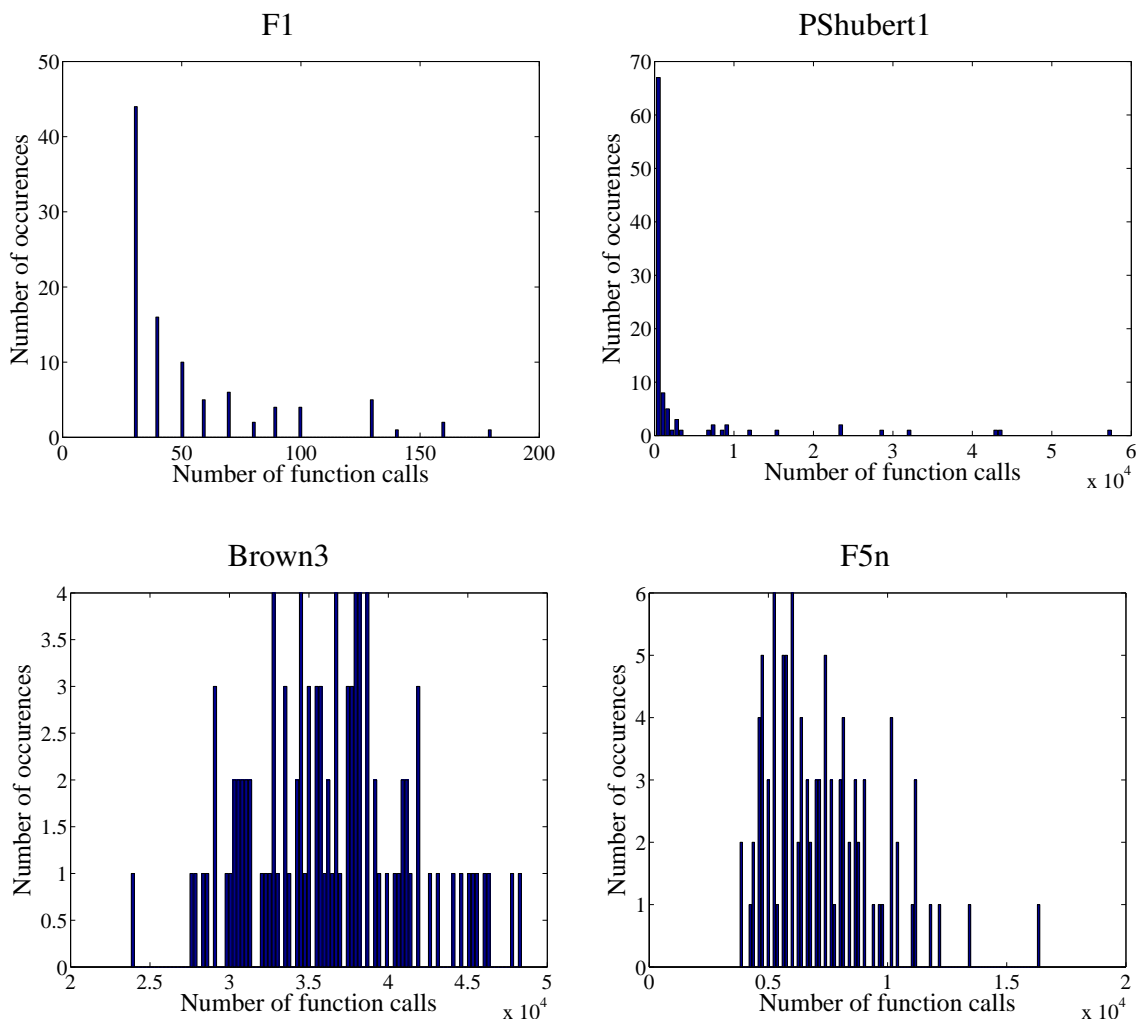 F1
50
40
30
20
10
0
Number of occurences
0 50 100 150 200
Number of function calls
PShubert1
70
60
50
40
30
20
10
0
Number of occurences
0 1 2 3 4 5 6
Number of function calls
x 10^4
Brown3
4
3.5
3
2.5
2
1.5
1
0.5
0
Number of occurences
2 2.5 3 3.5 4 4.5 5
Number of function calls
x 10^4
F5n
6
5
4
3
2
1
0
Number of occurences
0 0.5 1 1.5 2
Number of function calls
x 10^4